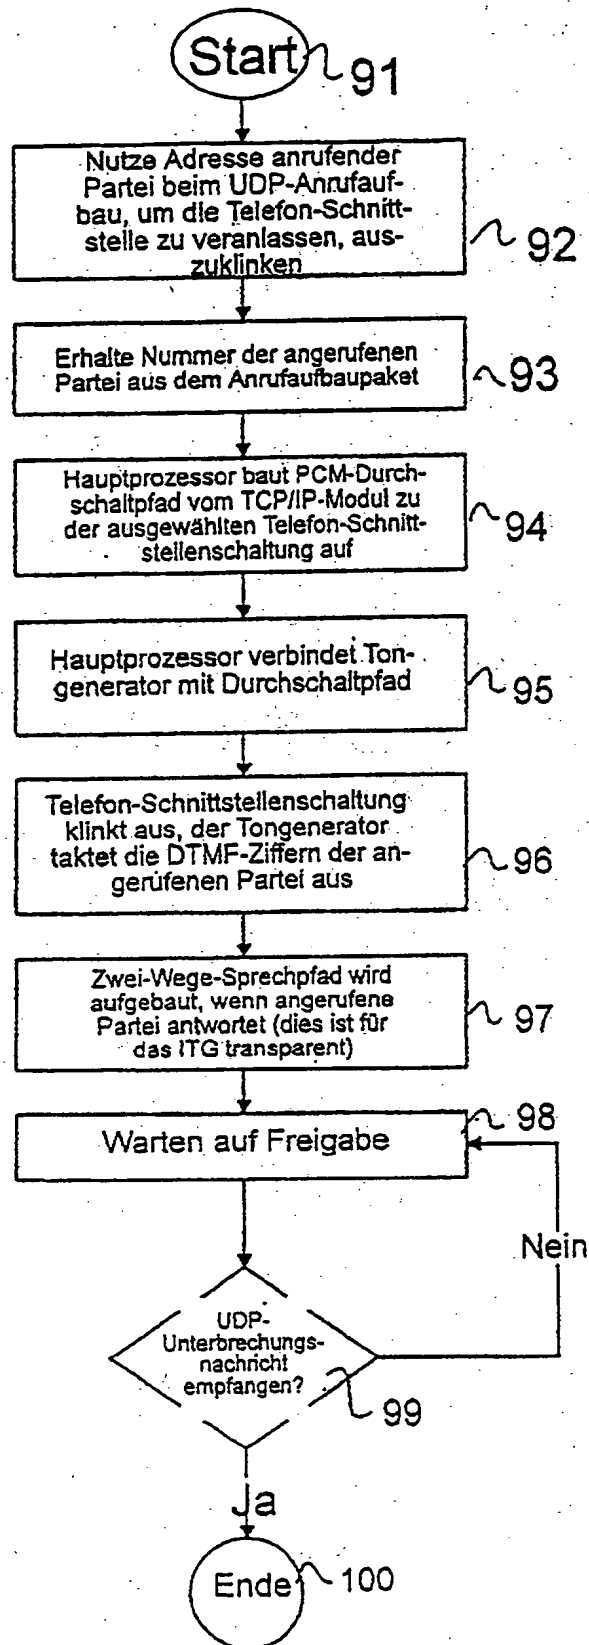 Start 91
Nutze Adresse anrufender
Partei beim UDP-Anrufauf-
bau, um die Telefon-Schnitt-
stelle zu veranlassen, aus-
zuklinken
92
Erhalte Nummer der angerufenen
Partei aus dem Anrufaufbaupaket
93
Hauptprozessor baut PCM-Durch-
schaltpfad vom TCP/IP-Modul zu
der ausgewählten Telefon-Schnitt-
stellenschaltung auf
94
Hauptprozessor verbindet Ton-
generator mit Durchschaltpfad
95
Telefon-Schnittstellenschaltung
klinkt aus, der Tongenerator
taktet die DTMF-Ziffern der an-
gerufenen Partei aus
96
Zwei-Wege-Sprechpfad wird
aufgebaut, wenn angerufene
Partei antwortet (dies ist für
das ITG transparent)
97
Warten auf Freigabe
98
Nein
UDP-
Unterbrechungs-
nachricht
empfangen?
99
Ja
Ende 100